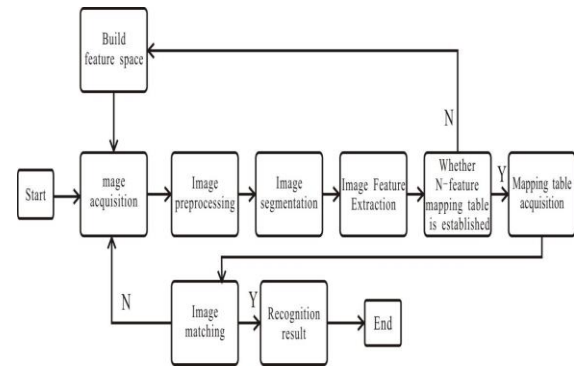 Build
feature space
N
Start
mage
acquisition
Image
preprocessing
Image
segmentation
Image Feature
Extraction
Whether
N-feature
mapping table
is established
Y
Mapping table
acquisition
N
Image
matching
Y
Recognition
result
End